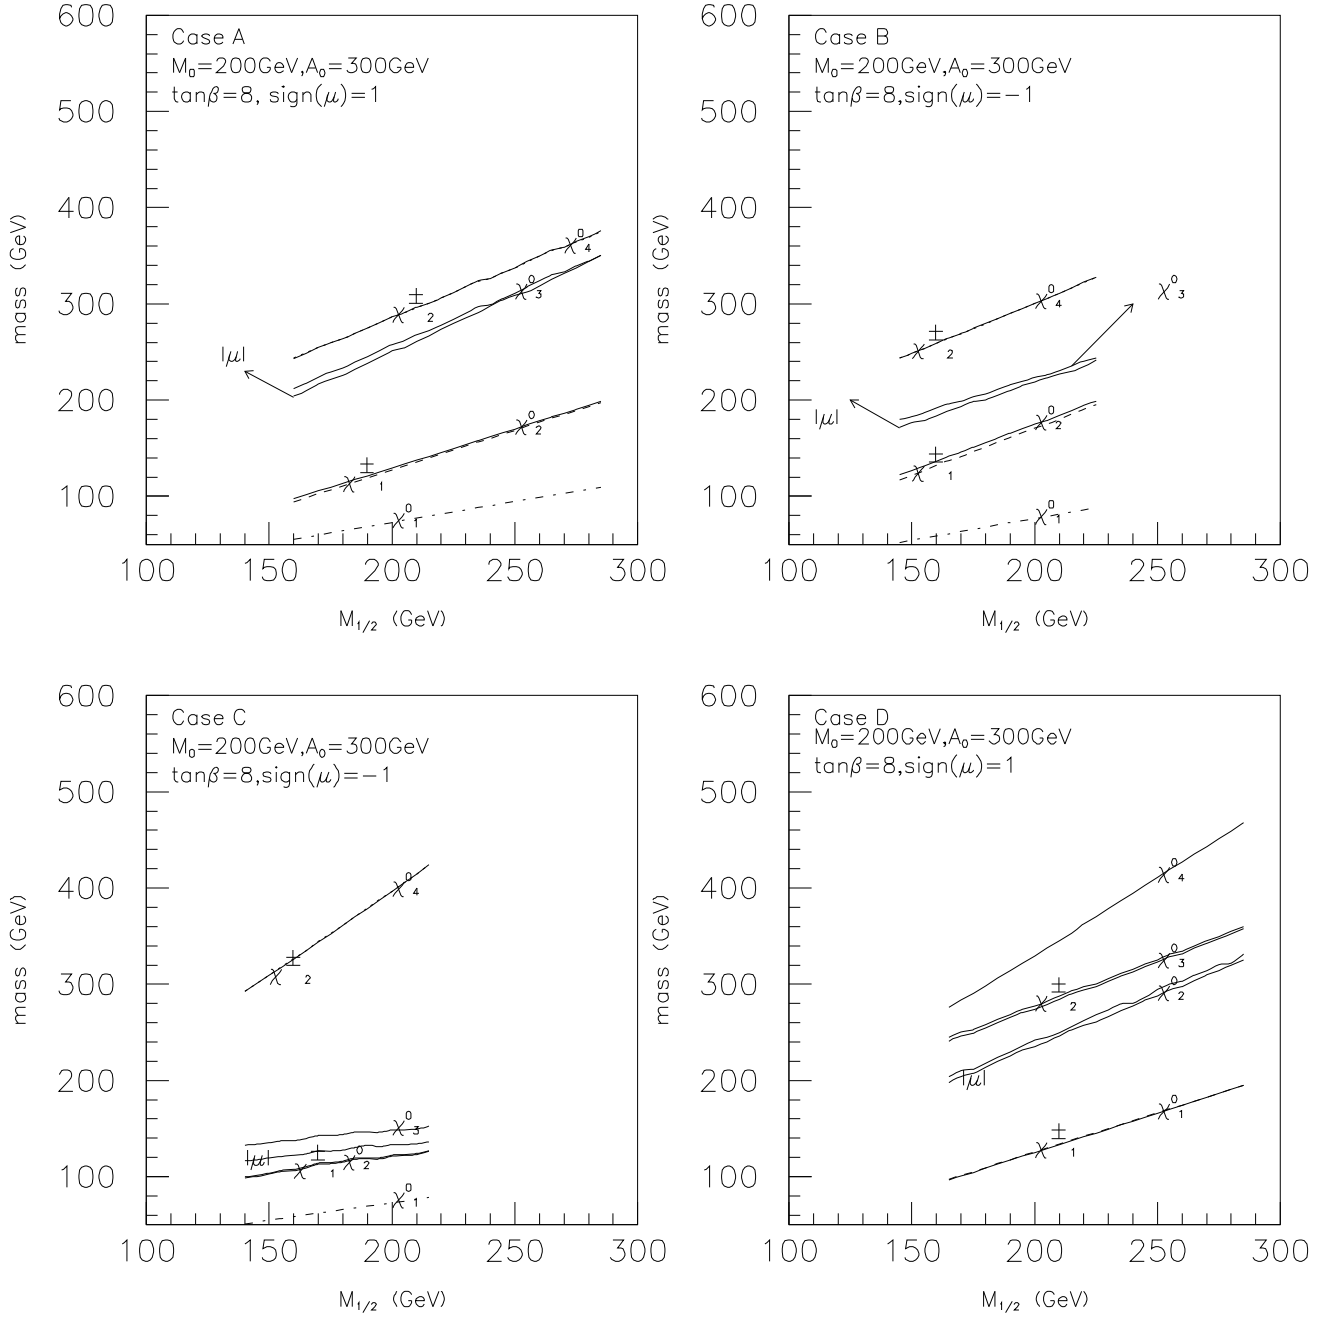 600
500
400
300
200
100
mass (GeV)
Case A
M₀=200GeV,A₀=300GeV
tanβ=8, sign(μ)=1
χ⁰₄
χ⁰₃
χ±₂
|μ|
χ⁰₂
χ±₁
χ⁰₁
100 150 200 250 300
M₁/₂ (GeV)
600
500
400
300
200
100
mass (GeV)
Case B
M₀=200GeV,A₀=300GeV
tanβ=8,sign(μ)=−1
χ⁰₄
χ⁰₃
χ±₂
|μ|
χ⁰₂
χ±₁
χ⁰₁
100 150 200 250 300
M₁/₂ (GeV)
600
500
400
300
200
100
mass (GeV)
Case C
M₀=200GeV,A₀=300GeV
tanβ=8,sign(μ)=−1
χ⁰₄
χ±₂
χ⁰₃
|μ|
χ±₁
χ⁰₂
χ⁰₁
100 150 200 250 300
M₁/₂ (GeV)
600
500
400
300
200
100
mass (GeV)
Case D
M₀=200GeV,A₀=300GeV
tanβ=8,sign(μ)=1
χ⁰₄
χ⁰₃
χ±₂
χ⁰₂
|μ|
χ⁰₁
χ±₁
100 150 200 250 300
M₁/₂ (GeV)